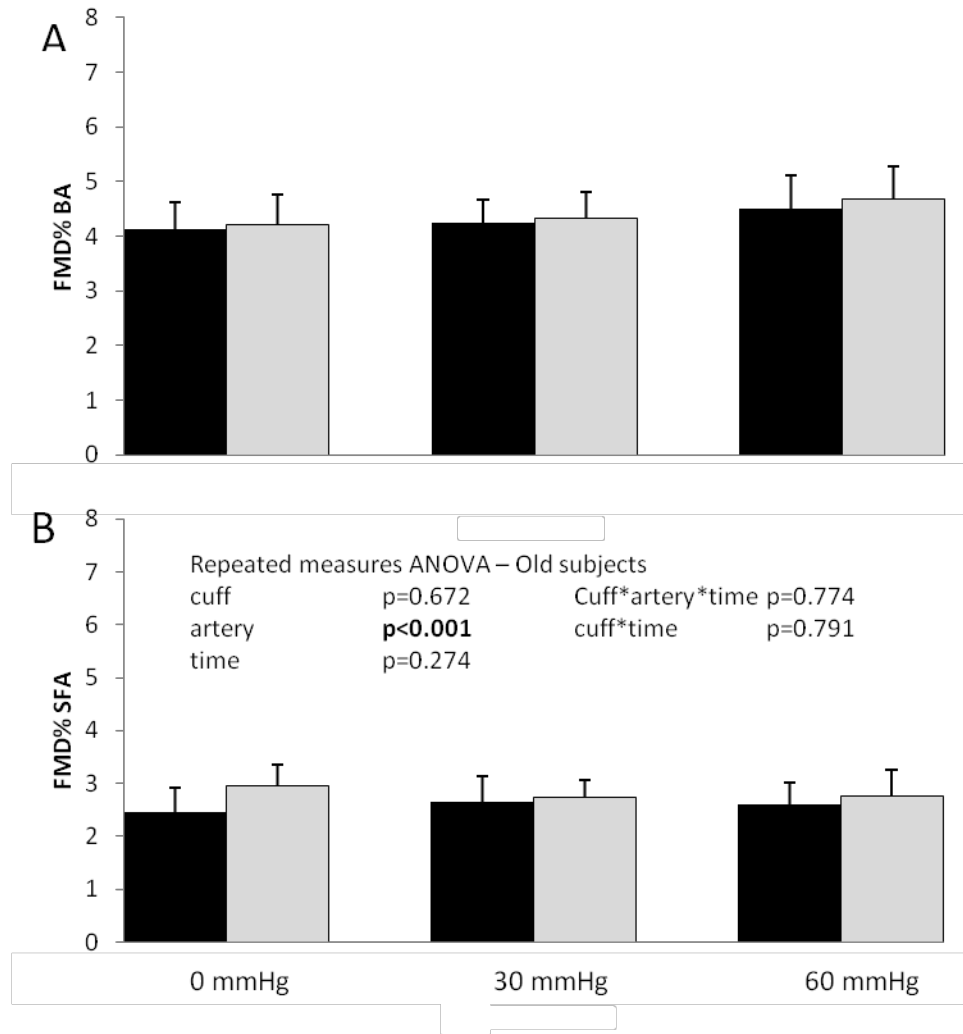 A
8
7
6
5
4
3
2
1
0
FMD% BA
B
8
7
6
5
4
3
2
1
0
FMD% SFA
Repeated measures ANOVA – Old subjects
cuff p=0.672 Cuff*artery*time p=0.774
artery p<0.001 cuff*time p=0.791
time p=0.274
0 mmHg 30 mmHg 60 mmHg